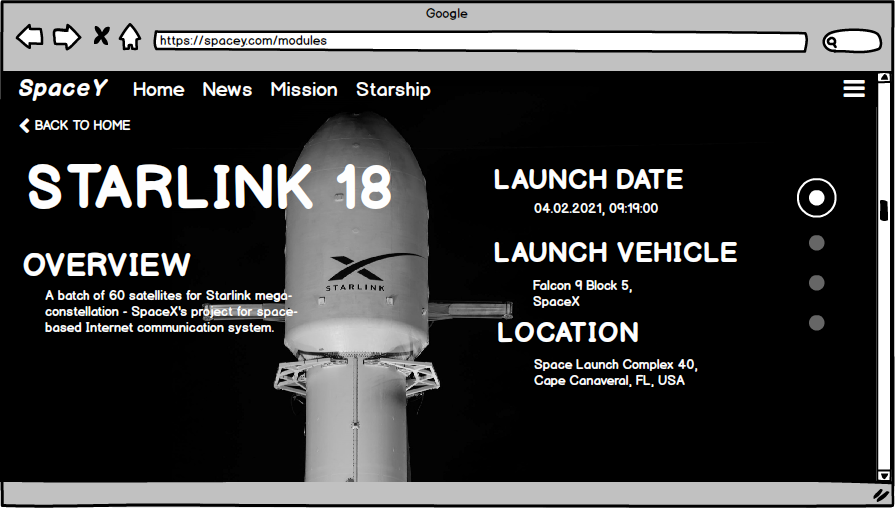 Google
https://spacey.com/modules
SpaceY Home News Mission Starship
BACK TO HOME
STARLINK 18
OVERVIEW
A batch of 60 satellites for Starlink mega-
constellation - SpaceX's project for space-
based Internet communication system.
STARLINK
LAUNCH DATE
04.02.2021, 09:19:00
LAUNCH VEHICLE
Falcon 9 Block 5,
SpaceX
LOCATION
Space Launch Complex 40,
Cape Canaveral, FL, USA